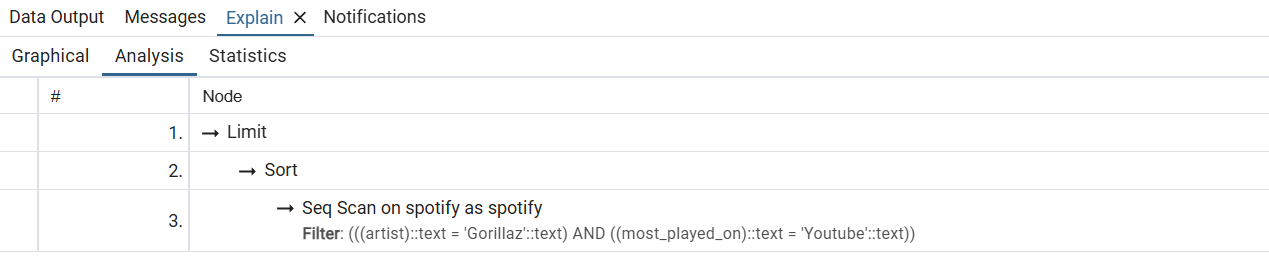 Data Output Messages Explain × Notifications
Graphical Analysis Statistics
# Node
1. → Limit
2. → Sort
3. → Seq Scan on spotify as spotify
Filter: (((artist)::text = 'Gorillaz'::text) AND ((most_played_on)::text = 'Youtube'::text))